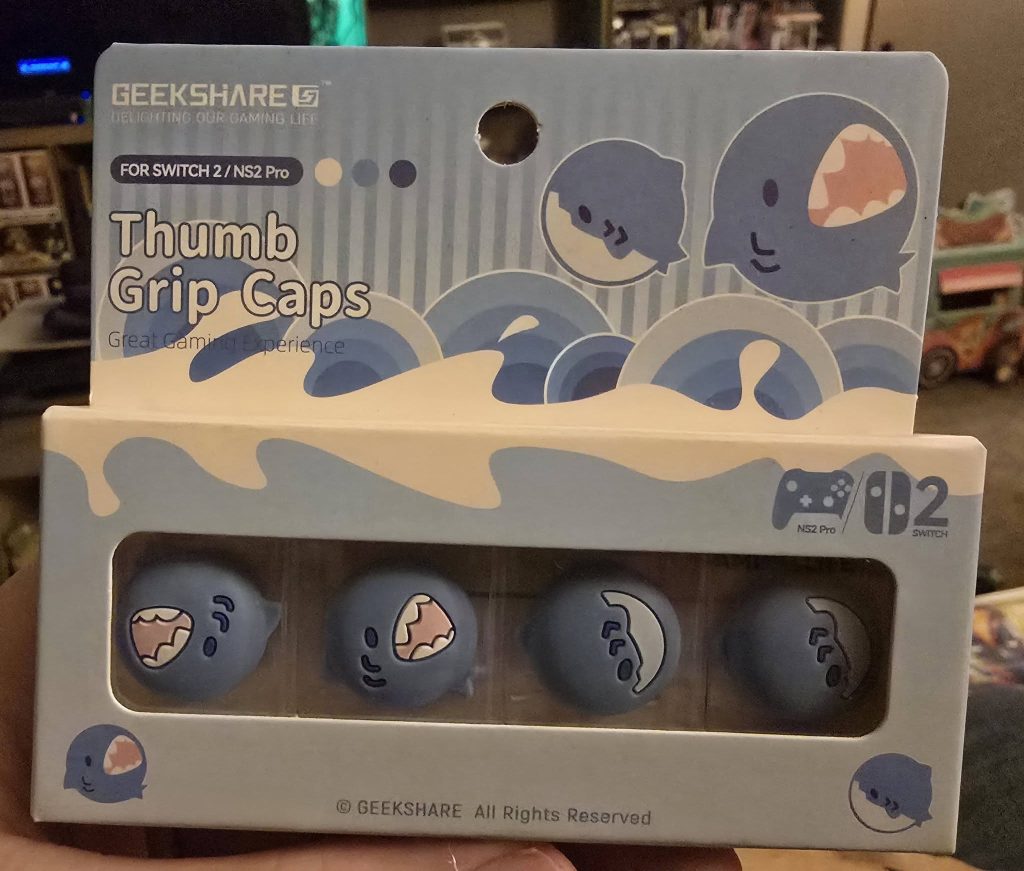 GEEKSHARE
DELIGHTING OUR GAMING LIFE
FOR SWITCH 2 / NS2 Pro
Thumb
Grip Caps
Great Gaming Experience
NS2 Pro
2
SWITCH
© GEEKSHARE All Rights Reserved